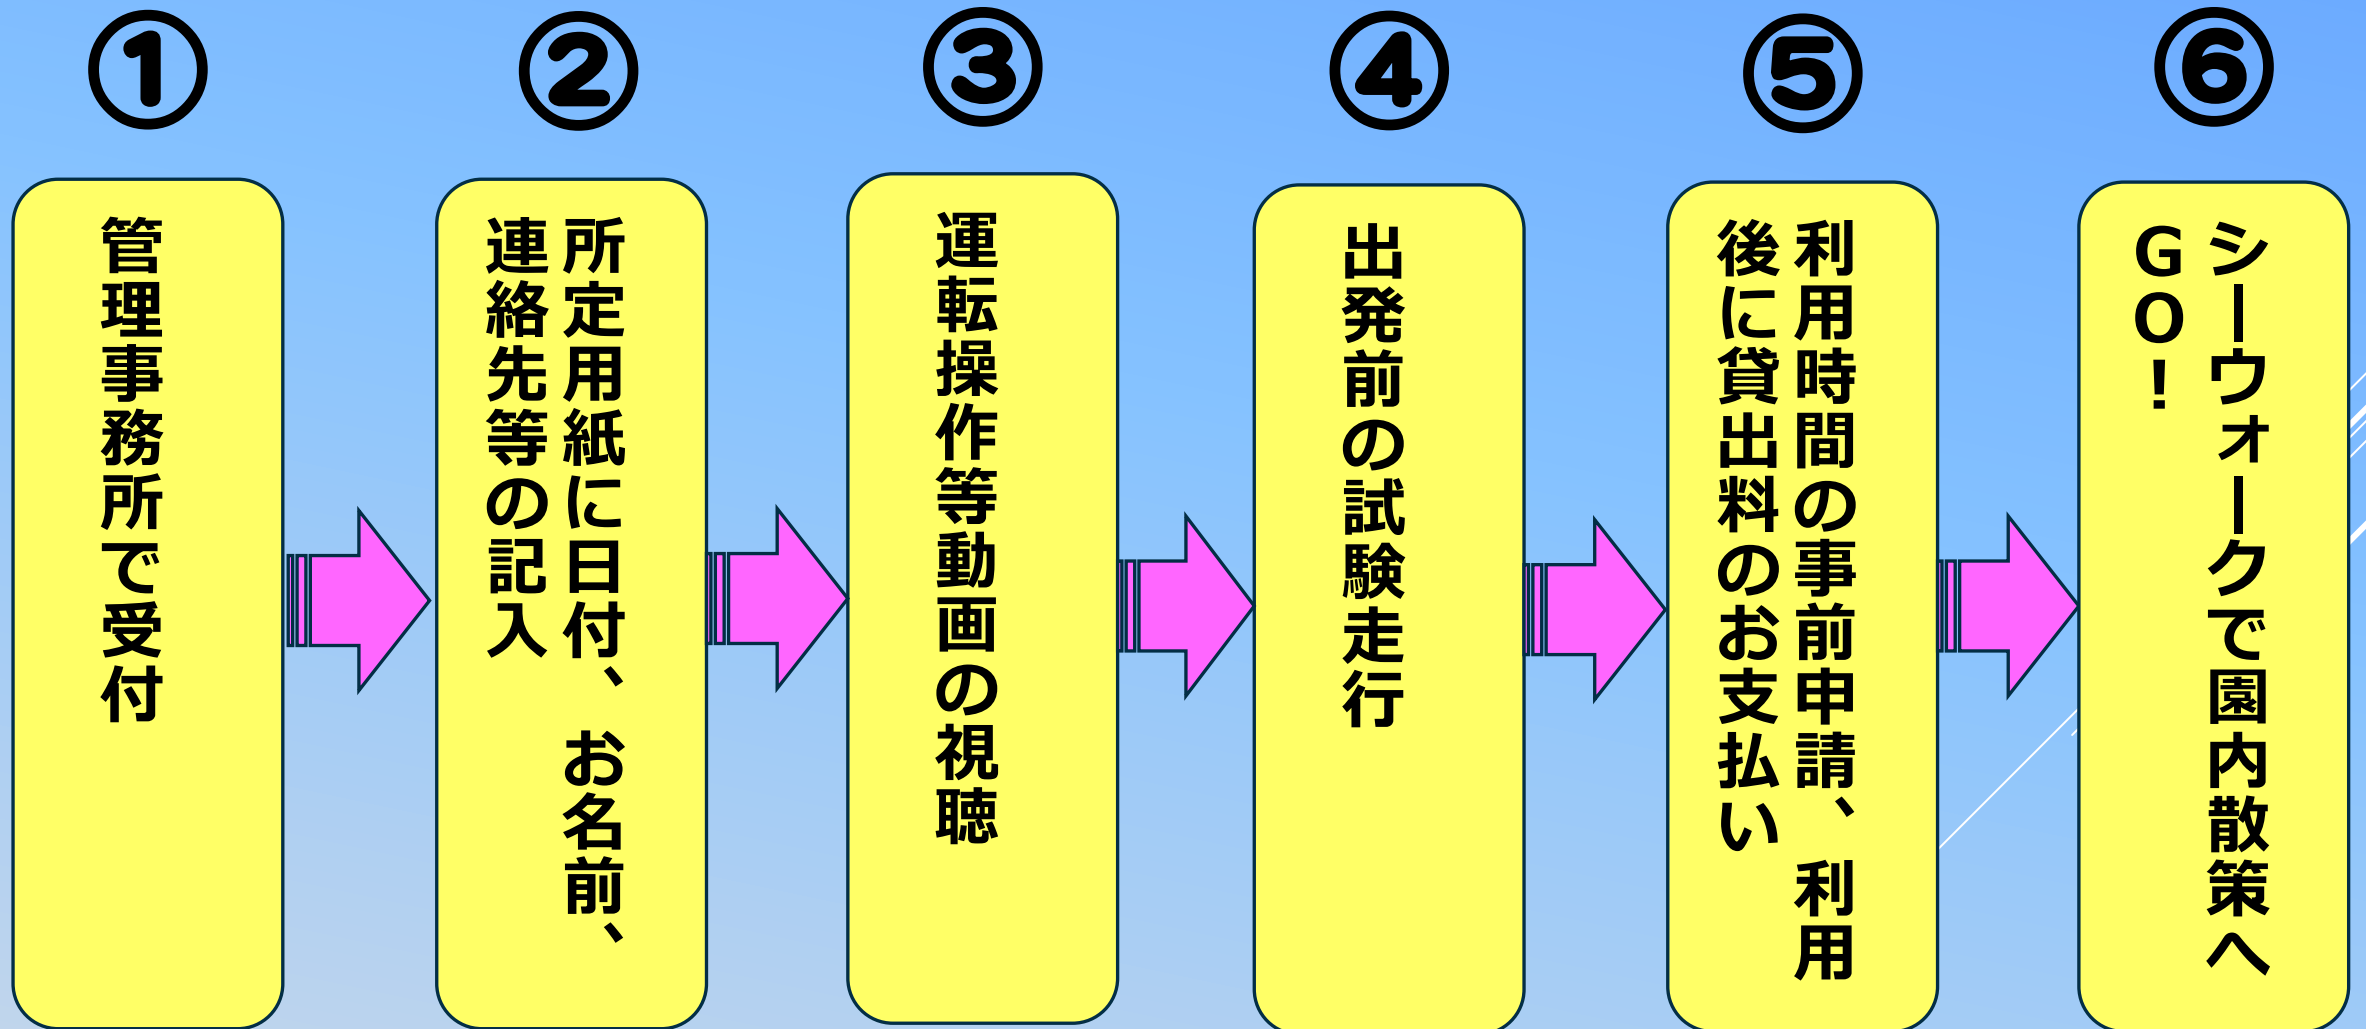 ①
管理事務所で受付
②
所定用紙に日付、お名前、
連絡先等の記入
③
運転操作等動画の視聴
④
出発前の試験走行
⑤
利用時間の事前申請、利用
後に貸出料のお支払い
⑥
シーウォークで園内散策へ
GO!